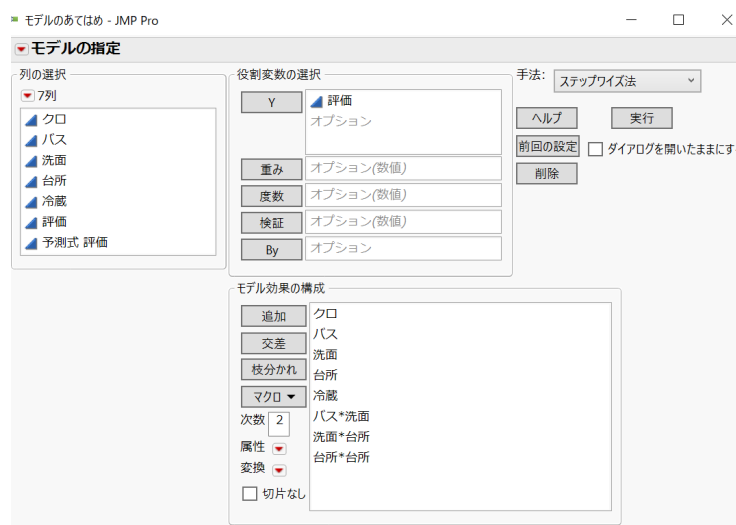 モデルのあてはめ - JMP Pro
モデルの指定
列の選択
7列
クロ
バス
洗面
台所
冷蔵
評価
予測式 評価
役割変数の選択
Y
評価
オプション
重み
オプション(数値)
度数
オプション(数値)
検証
オプション(数値)
By
オプション
手法:
ステップワイズ法
ヘルプ
実行
前回の設定
ダイアログを開いたままにす
削除
モデル効果の構成
追加
交差
枝分かれ
マクロ
次数 2
属性
変換
切片なし
クロ
バス
洗面
台所
冷蔵
バス*洗面
洗面*台所
台所*台所